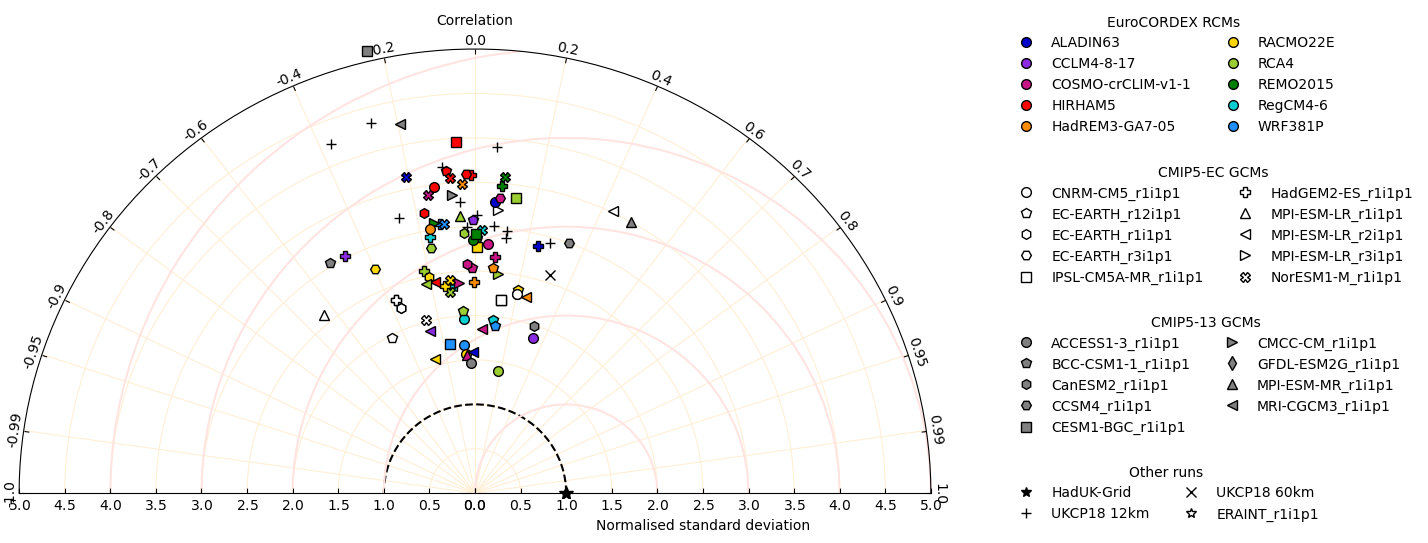 Correlation
-0.99
-0.95
-0.9
-0.8
-0.7
-0.6
-0.4
-0.2
0.0
0.2
0.4
0.6
0.7
0.8
0.9
0.95
0.99
1.0
-1.0
5.0 4.5 4.0 3.5 3.0 2.5 2.0 1.5 1.0 0.5 0.0 0.5 1.0 1.5 2.0 2.5 3.0 3.5 4.0 4.5 5.0
Normalised standard deviation
EuroCORDEX RCMs
ALADIN63 RACMO22E
CCLM4-8-17 RCA4
COSMO-crCLIM-v1-1 REMO2015
HIRHAM5 RegCM4-6
HadREM3-GA7-05 WRF381P
CMIP5-EC GCMs
CNRM-CM5_r1i1p1 HadGEM2-ES_r1i1p1
EC-EARTH_r12i1p1 MPI-ESM-LR_r1i1p1
EC-EARTH_r1i1p1 MPI-ESM-LR_r2i1p1
EC-EARTH_r3i1p1 MPI-ESM-LR_r3i1p1
IPSL-CM5A-MR_r1i1p1 NorESM1-M_r1i1p1
CMIP5-13 GCMs
ACCESS1-3_r1i1p1 CMCC-CM_r1i1p1
BCC-CSM1-1_r1i1p1 GFDL-ESM2G_r1i1p1
CanESM2_r1i1p1 MPI-ESM-MR_r1i1p1
CCSM4_r1i1p1 MRI-CGCM3_r1i1p1
CESM1-BGC_r1i1p1
Other runs
HadUK-Grid UKCP18 60km
UKCP18 12km ERAINT_r1i1p1